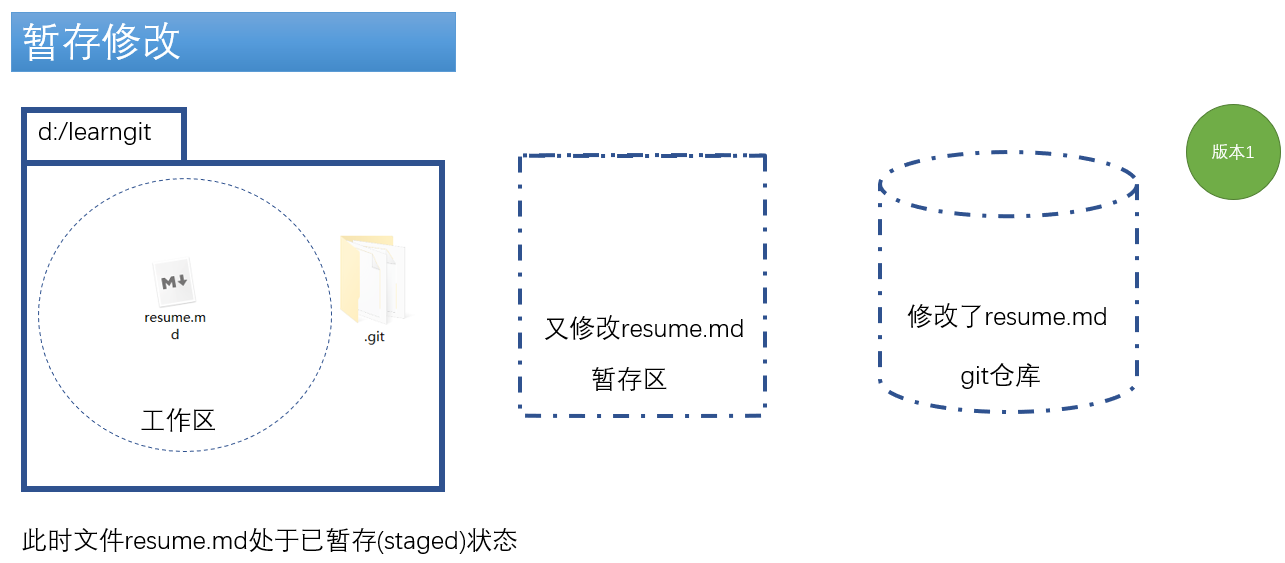 暂存修改
d:/learngit
版本1
M↓
resume.m
d
.git
工作区
又修改resume.md
暂存区
修改了resume.md
git仓库
此时文件resume.md处于已暂存(staged)状态